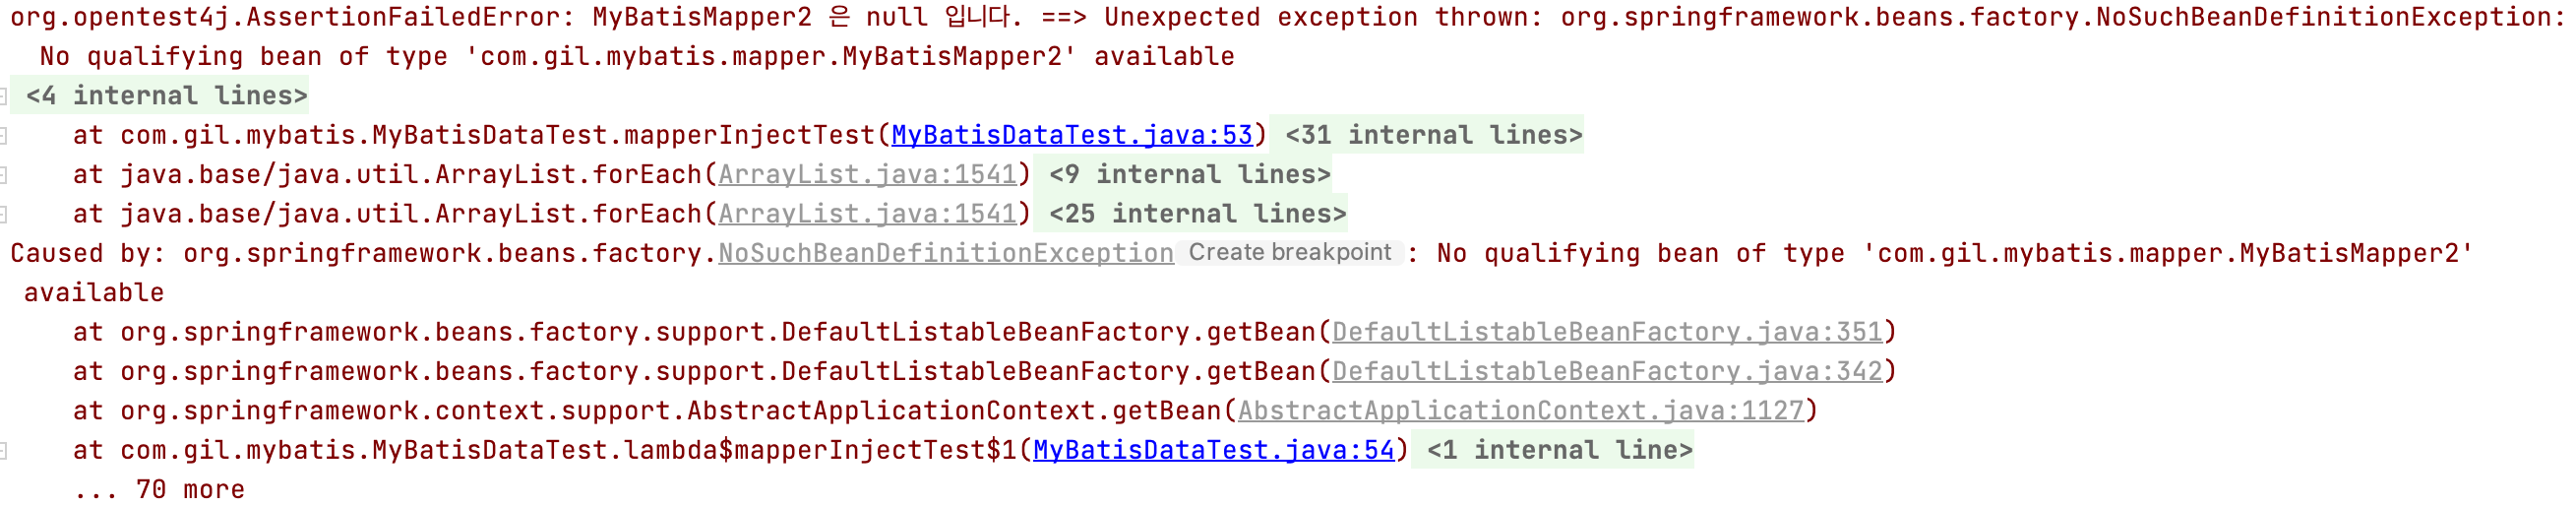 org.opentest4j.AssertionFailedError: MyBatisMapper2 은 null 입니다. ==> Unexpected exception thrown: org.springframework.beans.factory.NoSuchBeanDefinitionException:
No qualifying bean of type 'com.gil.mybatis.mapper.MyBatisMapper2' available
<4 internal lines>
at com.gil.mybatis.MyBatisDataTest.mapperInjectTest(MyBatisDataTest.java:53) <31 internal lines>
at java.base/java.util.ArrayList.forEach(ArrayList.java:1541) <9 internal lines>
at java.base/java.util.ArrayList.forEach(ArrayList.java:1541) <25 internal lines>
Caused by: org.springframework.beans.factory.NoSuchBeanDefinitionException Create breakpoint : No qualifying bean of type 'com.gil.mybatis.mapper.MyBatisMapper2'
available
at org.springframework.beans.factory.support.DefaultListableBeanFactory.getBean(DefaultListableBeanFactory.java:351)
at org.springframework.beans.factory.support.DefaultListableBeanFactory.getBean(DefaultListableBeanFactory.java:342)
at org.springframework.context.support.AbstractApplicationContext.getBean(AbstractApplicationContext.java:1127)
at com.gil.mybatis.MyBatisDataTest.lambda$mapperInjectTest$1(MyBatisDataTest.java:54) <1 internal line>
... 70 more